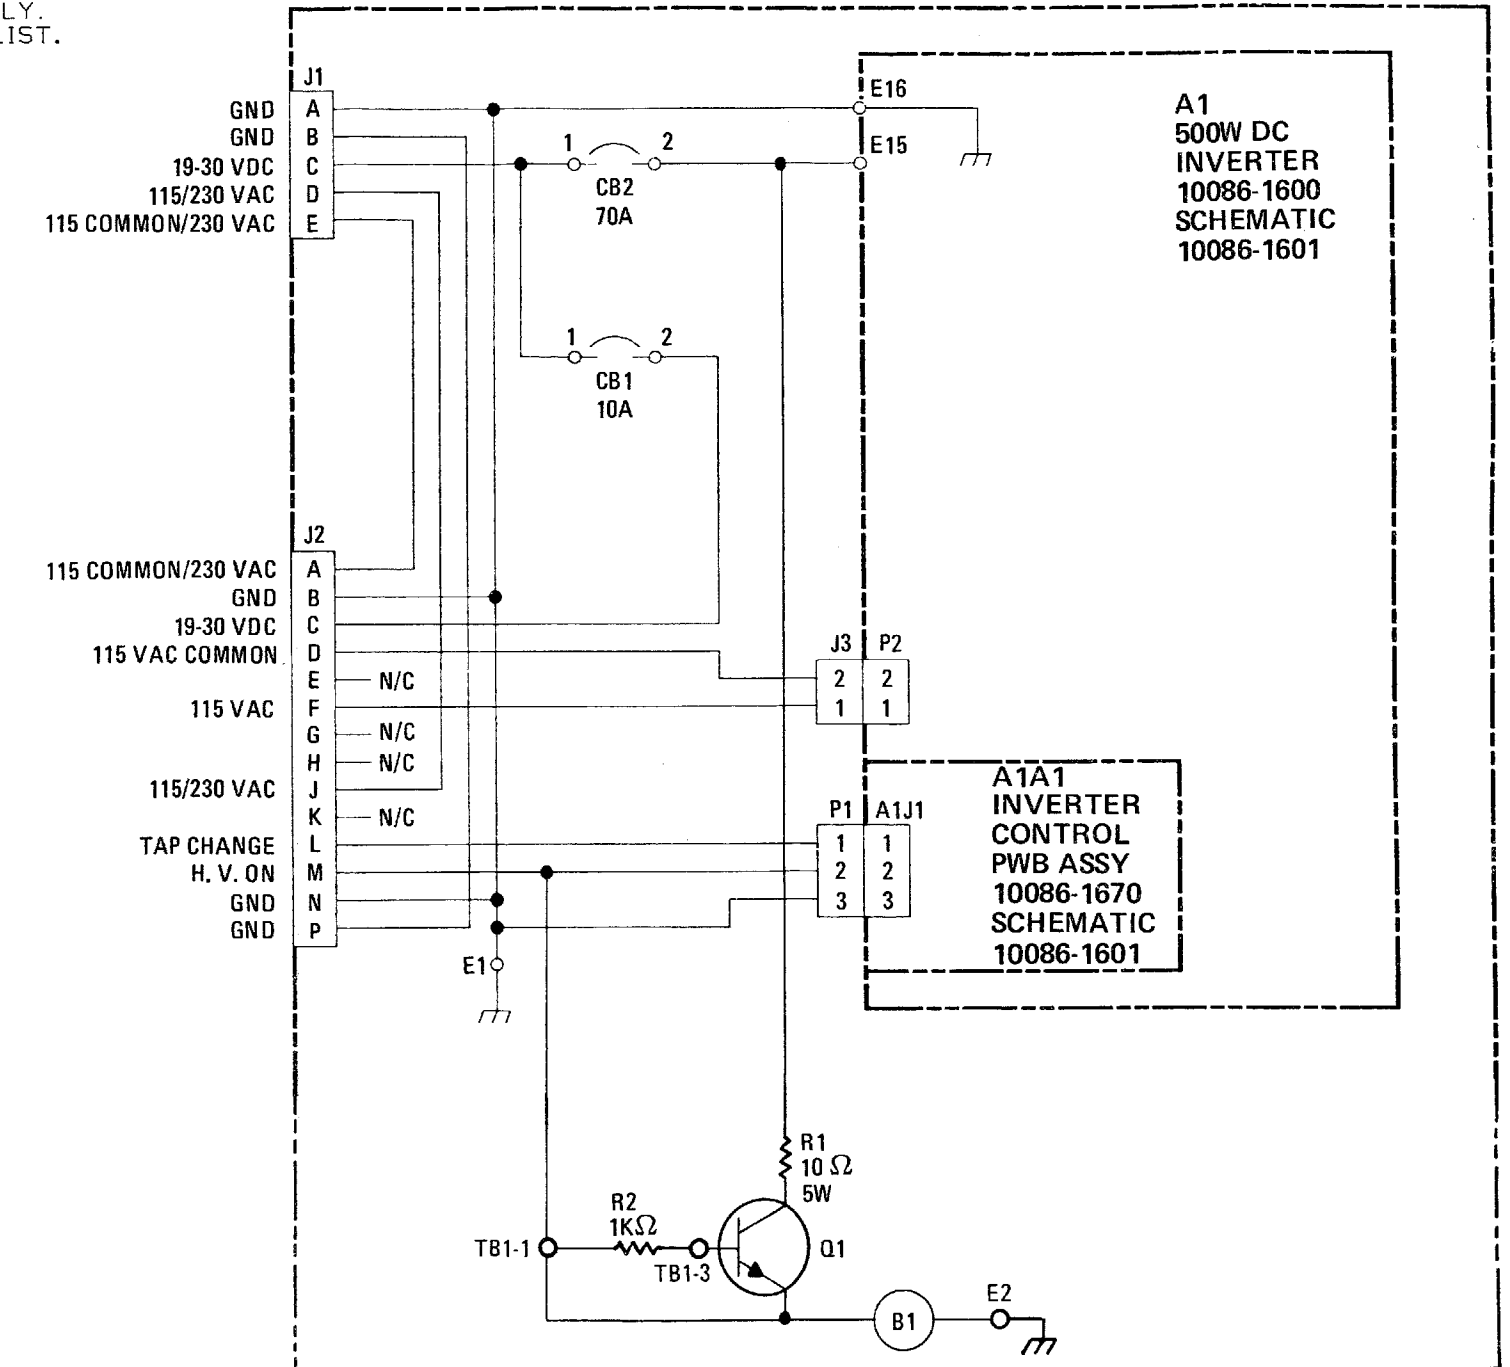 LY.
LIST.
J1
GND A
GND B
19-30 VDC C
115/230 VAC D
115 COMMON/230 VAC E
E16
E15
1 2
CB2
70A
1 2
CB1
10A
A1
500W DC
INVERTER
10086-1600
SCHEMATIC
10086-1601
J2
115 COMMON/230 VAC A
GND B
19-30 VDC C
115 VAC COMMON D
E N/C
115 VAC F
G N/C
H N/C
115/230 VAC J
K N/C
TAP CHANGE L
H. V. ON M
GND N
GND P
E1
J3 P2
2 2
1 1
P1 A1J1
1 1
2 2
3 3
A1A1
INVERTER
CONTROL
PWB ASSY
10086-1670
SCHEMATIC
10086-1601
R1
10 Ω
5W
R2
1KΩ
TB1-1
TB1-3
Q1
B1
E2